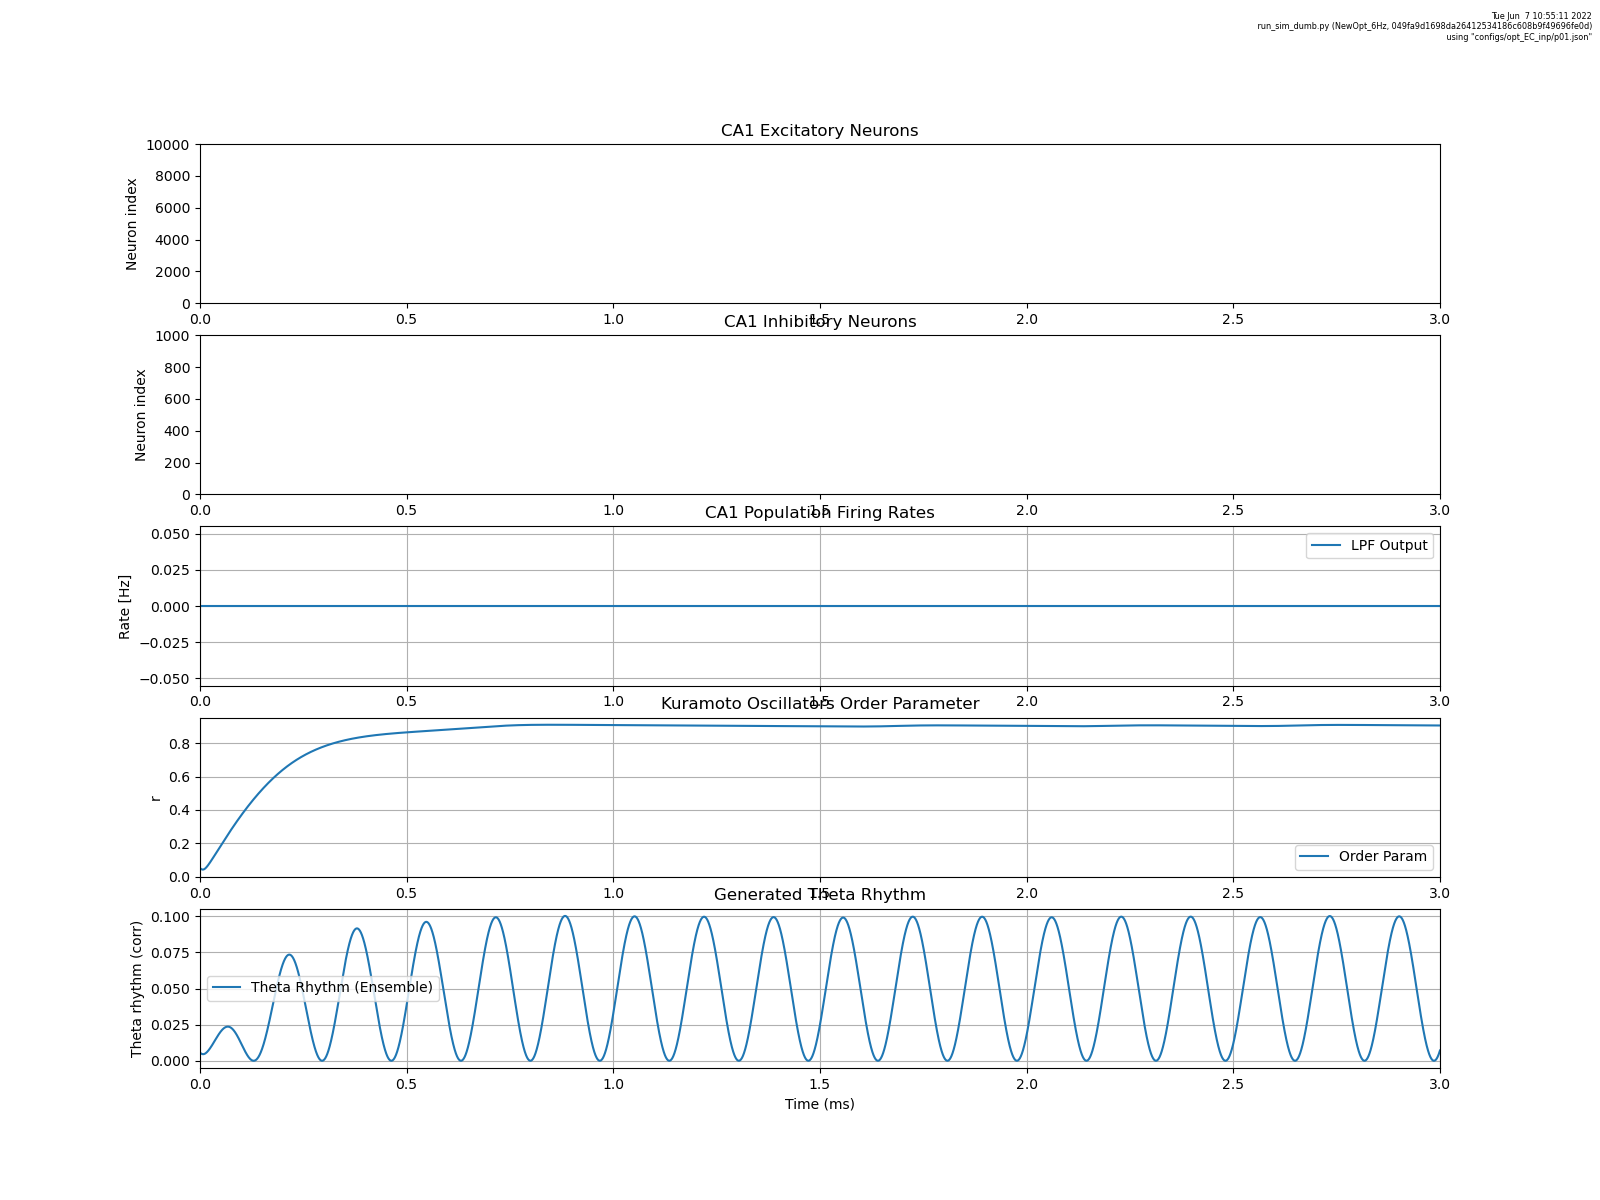 Tue Jun  7 10:55:11 2022
run_sim_dumb.py (NewOpt_6Hz, 049fa9d1698da26412534186c608b9f49696fe0d)
using "configs/opt_EC_inp/p01.json"
CA1 Excitatory Neurons
Neuron index
10000
8000
6000
4000
2000
0
0.0 0.5 1.0 1.5 2.0 2.5 3.0
CA1 Inhibitory Neurons
Neuron index
1000
800
600
400
200
0
0.0 0.5 1.0 1.5 2.0 2.5 3.0
CA1 Population Firing Rates
Rate [Hz]
0.050
0.025
0.000
−0.025
−0.050
LPF Output
0.0 0.5 1.0 1.5 2.0 2.5 3.0
Kuramoto Oscillators Order Parameter
r
0.8
0.6
0.4
0.2
0.0
Order Param
0.0 0.5 1.0 1.5 2.0 2.5 3.0
Generated Theta Rhythm
Theta rhythm (corr)
0.100
0.075
0.050
0.025
0.000
Theta Rhythm (Ensemble)
0.0 0.5 1.0 1.5 2.0 2.5 3.0
Time (ms)